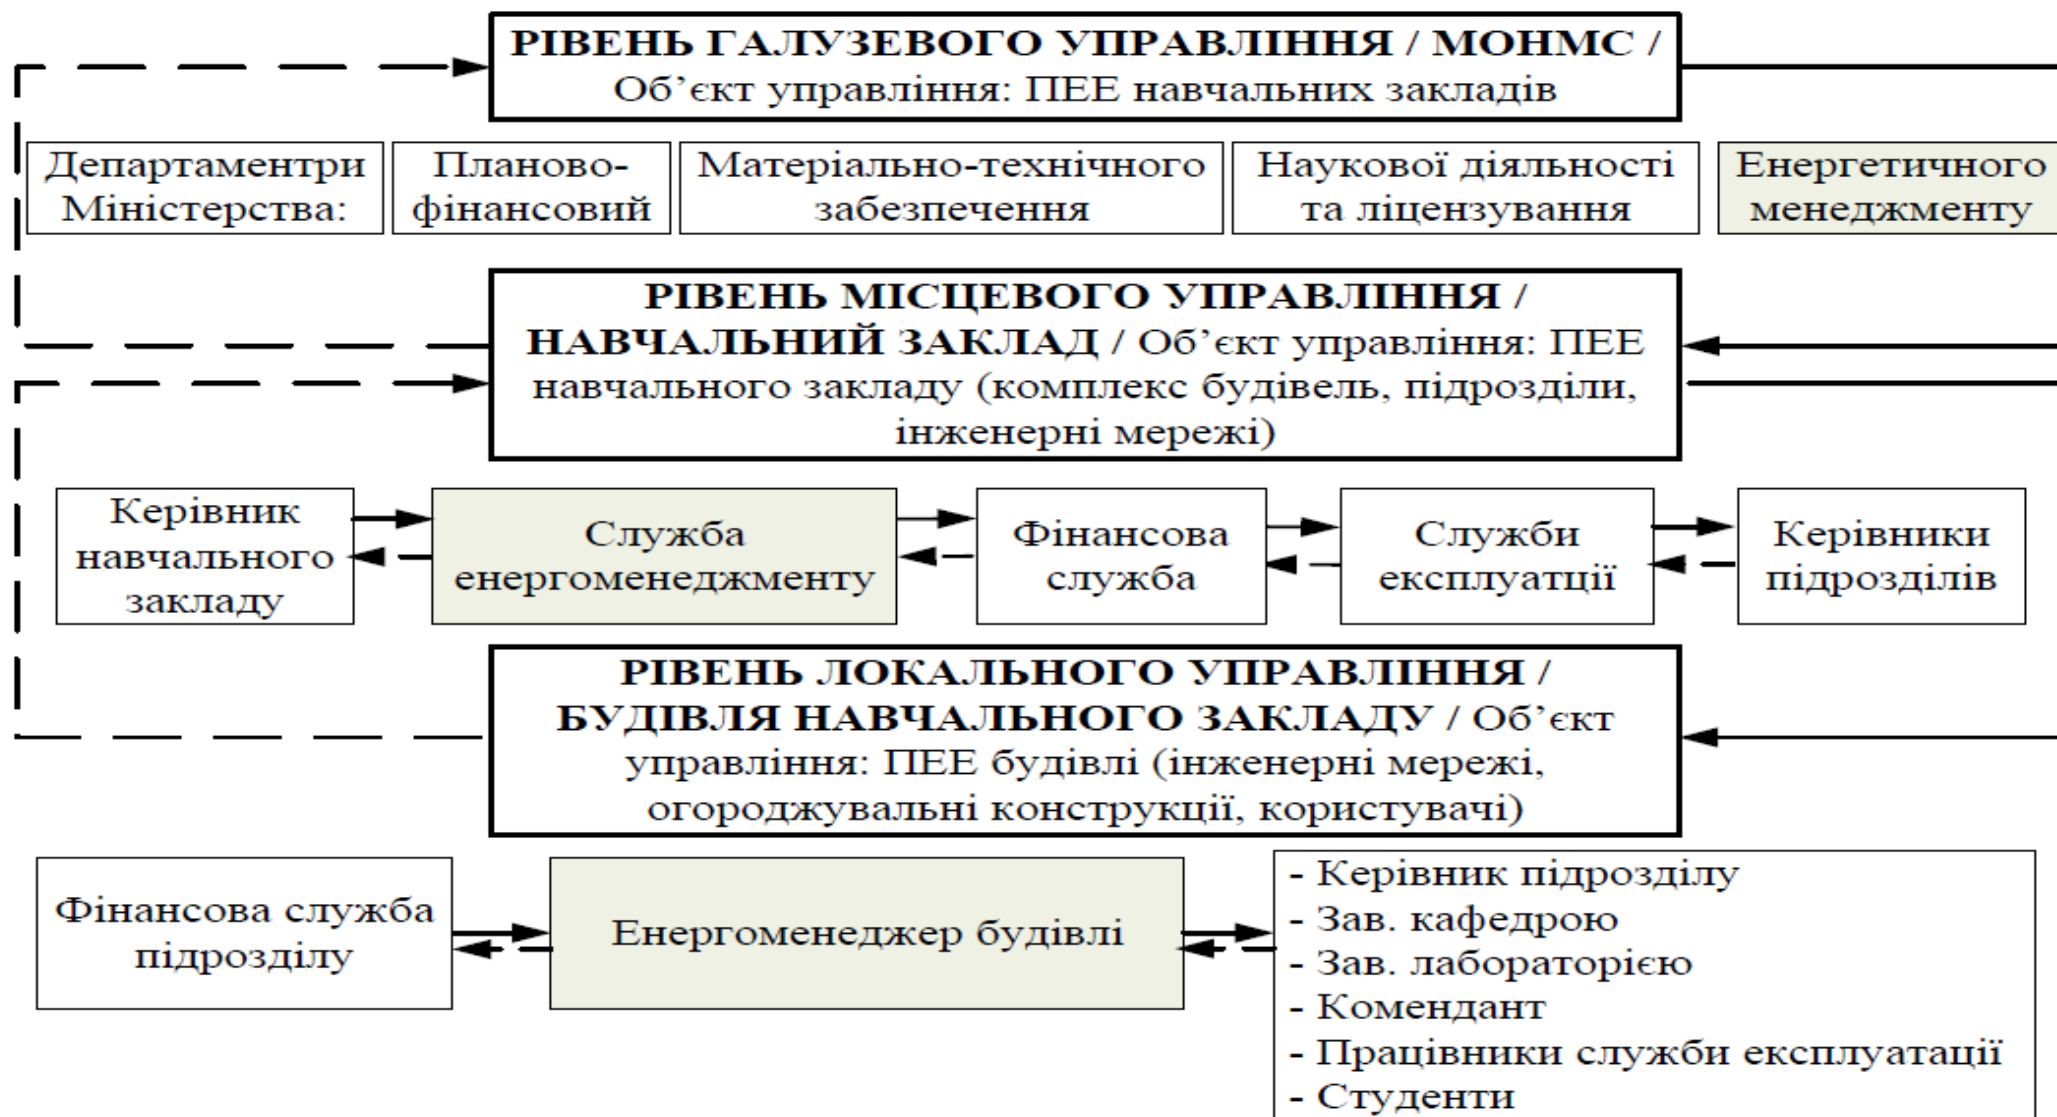 РІВЕНЬ ГАЛУЗЕВОГО УПРАВЛІННЯ / МОНМС /
Об’єкт управління: ПЕЕ навчальних закладів
Департаментри
Міністерства:
Планово-
фінансовий
Матеріально-технічного
забезпечення
Наукової діяльності
та ліцензування
Енергетичного
менеджменту
РІВЕНЬ МІСЦЕВОГО УПРАВЛІННЯ /
НАВЧАЛЬНИЙ ЗАКЛАД / Об’єкт управління: ПЕЕ
навчального закладу (комплекс будівель, підрозділи,
інженерні мережі)
Керівник
навчального
закладу
Служба
енергоменеджменту
Фінансова
служба
Служби
експлуатції
Керівники
підрозділів
РІВЕНЬ ЛОКАЛЬНОГО УПРАВЛІННЯ /
БУДІВЛЯ НАВЧАЛЬНОГО ЗАКЛАДУ / Об’єкт
управління: ПЕЕ будівлі (інженерні мережі,
огороджувальні конструкції, користувачі)
Фінансова служба
підрозділу
Енергоменеджер будівлі
- Керівник підрозділу
- Зав. кафедрою
- Зав. лабораторією
- Комендант
- Працівники служби експлуатації
- Студенти